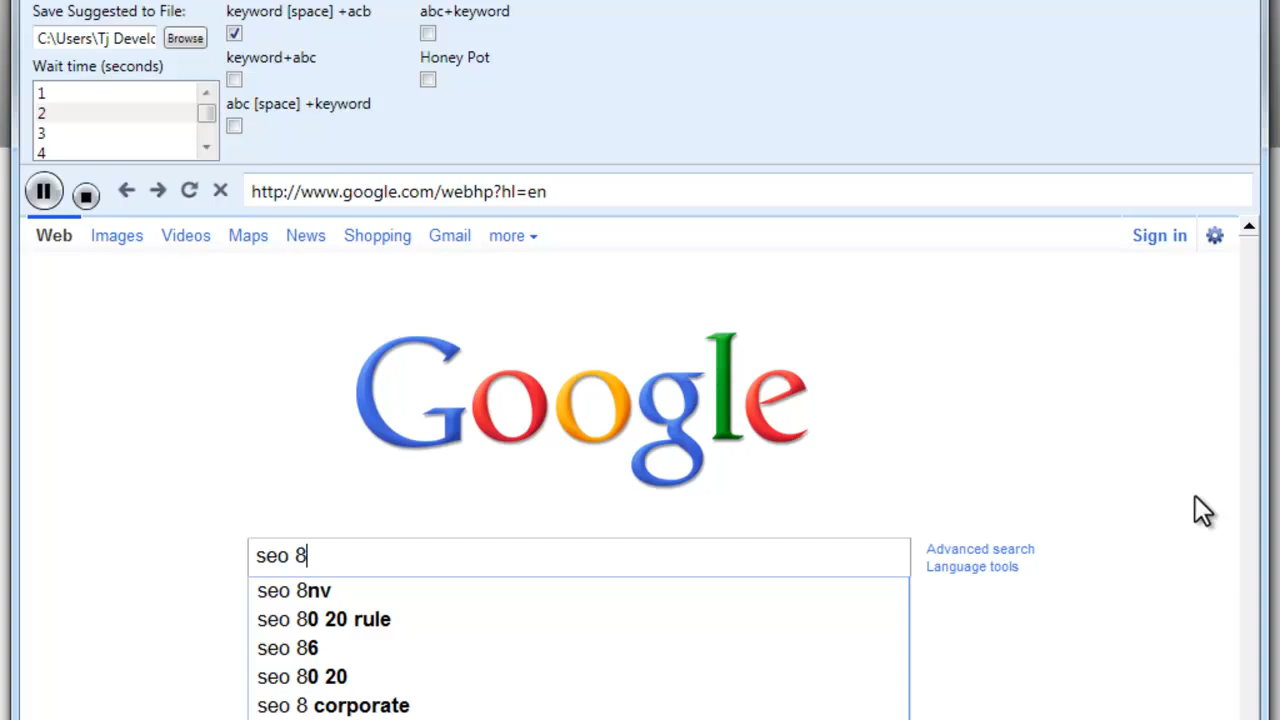 Save Suggested to File:
keyword [space] +acb
abc+keyword
C:\Users\Tj Develc
Browse
keyword+abc
Honey Pot
Wait time (seconds)
1
2
3
4
abc [space] +keyword
http://www.google.com/webhp?hl=en
Web Images Videos Maps News Shopping Gmail more
Sign in
Google
seo 8
Advanced search
Language tools
seo 8nv
seo 80 20 rule
seo 86
seo 80 20
seo 8 corporate